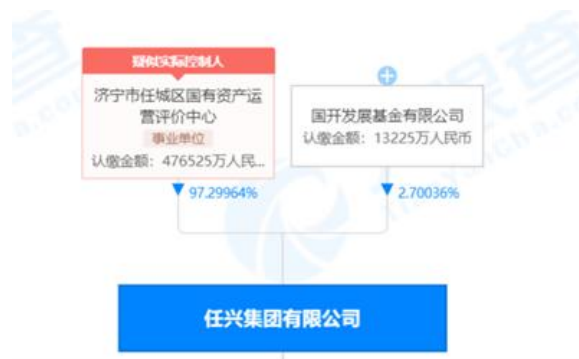 疑似实际控制人
济宁市任城区国有资产运
营评价中心
事业单位
认缴金额：476525万人民...
国开发展基金有限公司
认缴金额：13225万人民币
97.29964%
2.70036%
任兴集团有限公司